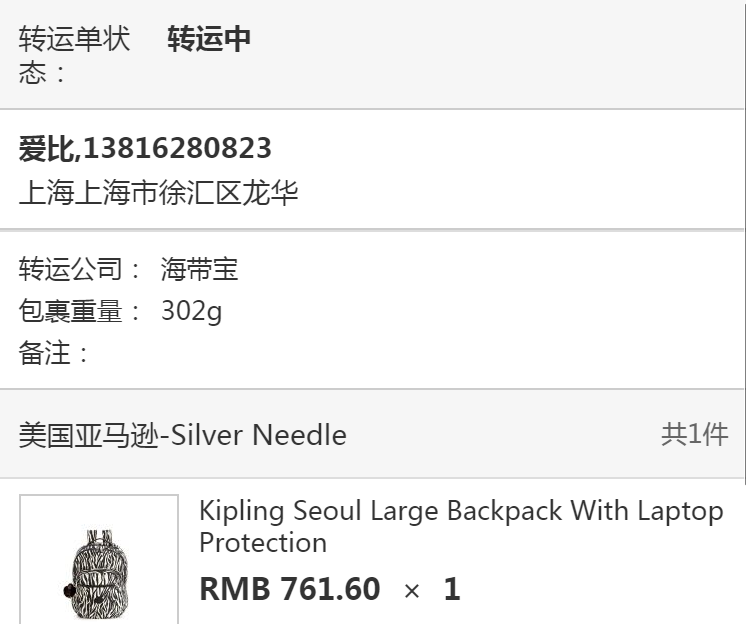 转运单状 转运中
态：
爱比,13816280823
上海上海市徐汇区龙华
转运公司： 海带宝
包裹重量： 302g
备注：
美国亚马逊-Silver Needle 共1件
Kipling Seoul Large Backpack With Laptop
Protection
RMB 761.60 × 1